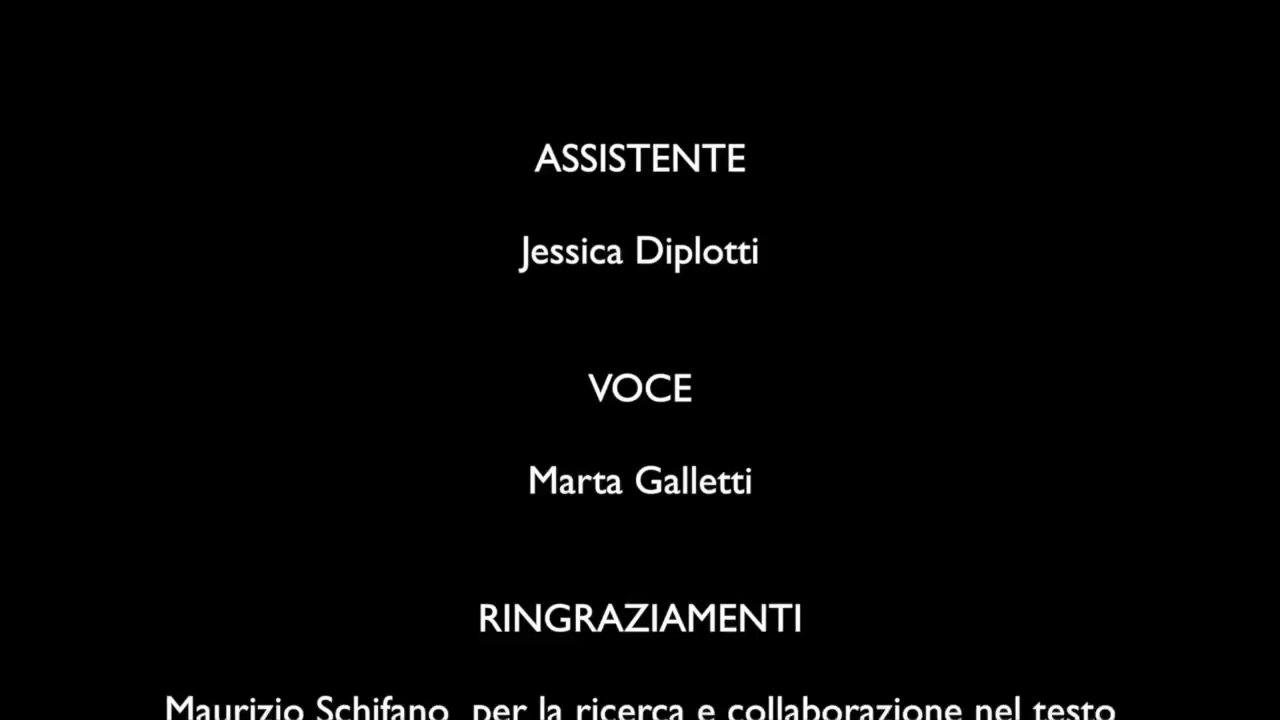 ASSISTENTE
Jessica Diplotti
VOCE
Marta Galletti
RINGRAZIAMENTI
Maurizio Schifano per la ricerca e collaborazione nel testo